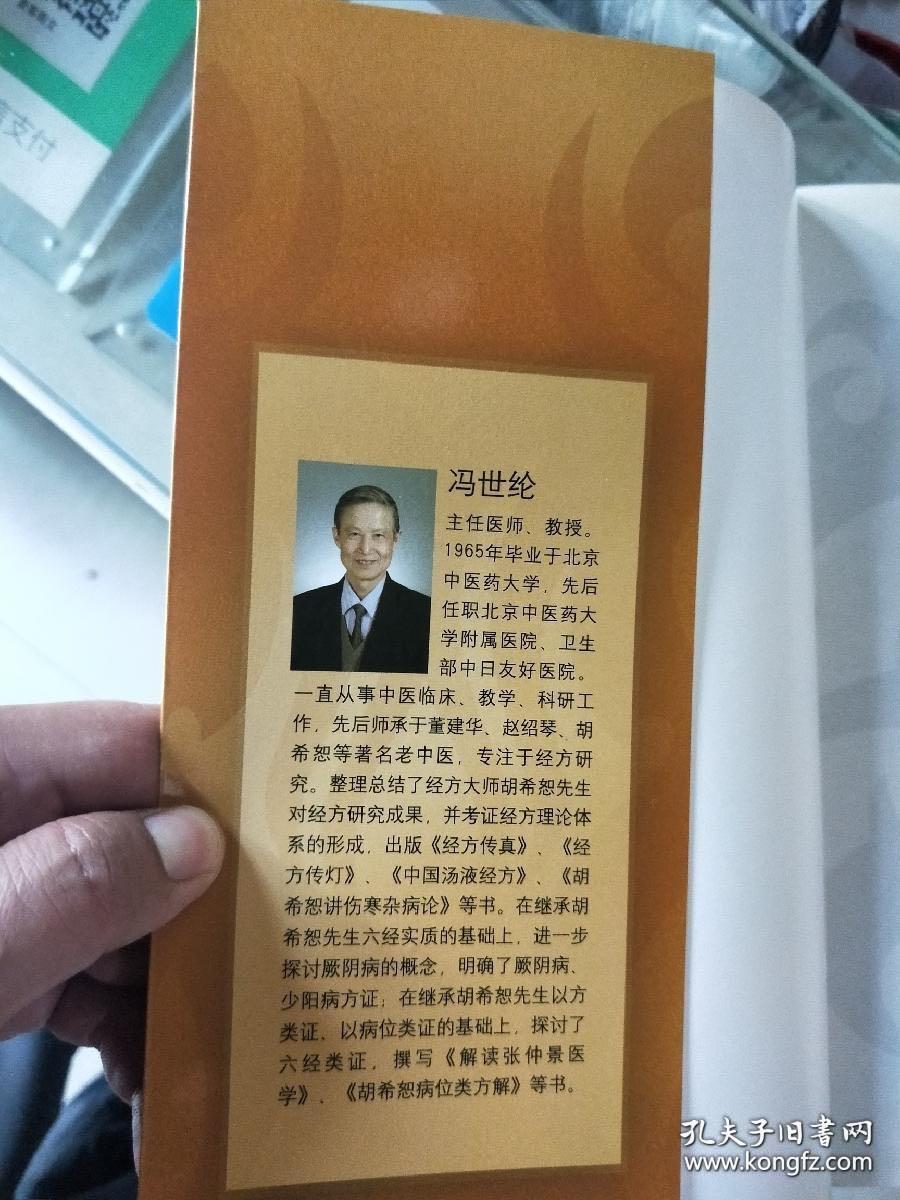 支付
冯世纶
主任医师、教授。
1965年毕业于北京
中医药大学，先后
任职北京中医药大
学附属医院、卫生
部中日友好医院。
一直从事中医临床、教学、科研工
作，先后师承于董建华、赵绍琴、胡
希恕等著名老中医，专注于经方研
究。整理总结了经方大师胡希恕先生
对经方研究成果，并考证经方理论体
系的形成，出版《经方传真》、《经
方传灯》、《中国汤液经方》、《胡
希恕讲伤寒杂病论》等书。在继承胡
希恕先生六经实质的基础上，进一步
探讨厥阴病的概念，明确了厥阴病、
少阳病方证；在继承胡希恕先生以方
类证，以病位类证的基础上，探讨了
六经类证，撰写《解读张仲景医
学》、《胡希恕病位类方解》等书。
孔夫子旧書网
www.kongfz.com